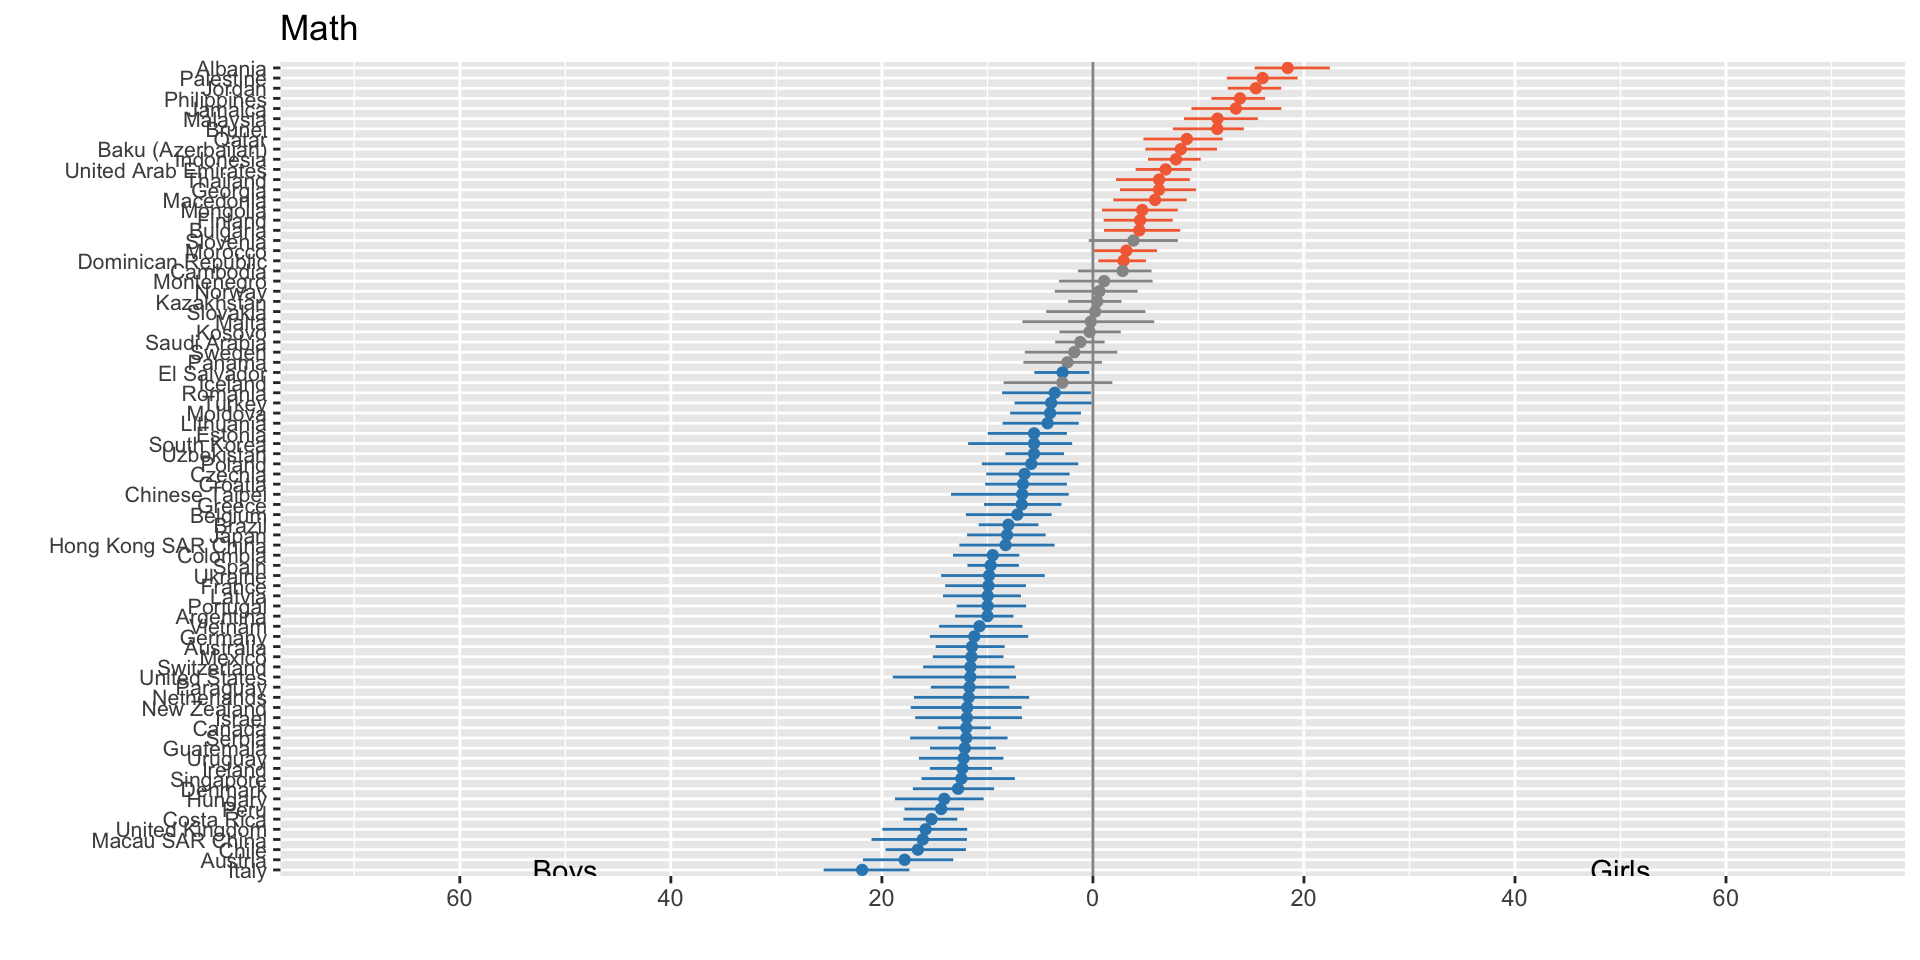 Math
Albania
Palestine
Jordan
Philippines
Jamaica
Malaysia
Brunei
Qatar
Baku (Azerbaijan)
Indonesia
United Arab Emirates
Thailand
Georgia
Macedonia
Mongolia
Finland
Bulgaria
Slovenia
Morocco
Dominican Republic
Cambodia
Montenegro
Norway
Kazakhstan
Slovakia
Malta
Kosovo
Saudi Arabia
Sweden
Panama
El Salvador
Iceland
Romania
Turkey
Moldova
Lithuania
Estonia
South Korea
Uzbekistan
Poland
Czechia
Croatia
Chinese Taipei
Greece
Belgium
Brazil
Japan
Hong Kong SAR China
Colombia
Spain
Ukraine
France
Latvia
Portugal
Argentina
Vietnam
Germany
Australia
Mexico
Switzerland
United States
Paraguay
Netherlands
New Zealand
Israel
Canada
Serbia
Guatemala
Uruguay
Ireland
Singapore
Denmark
Hungary
Peru
Costa Rica
United Kingdom
Macau SAR China
Chile
Austria
Italy
Boys Girls
60 40 20 0 20 40 60